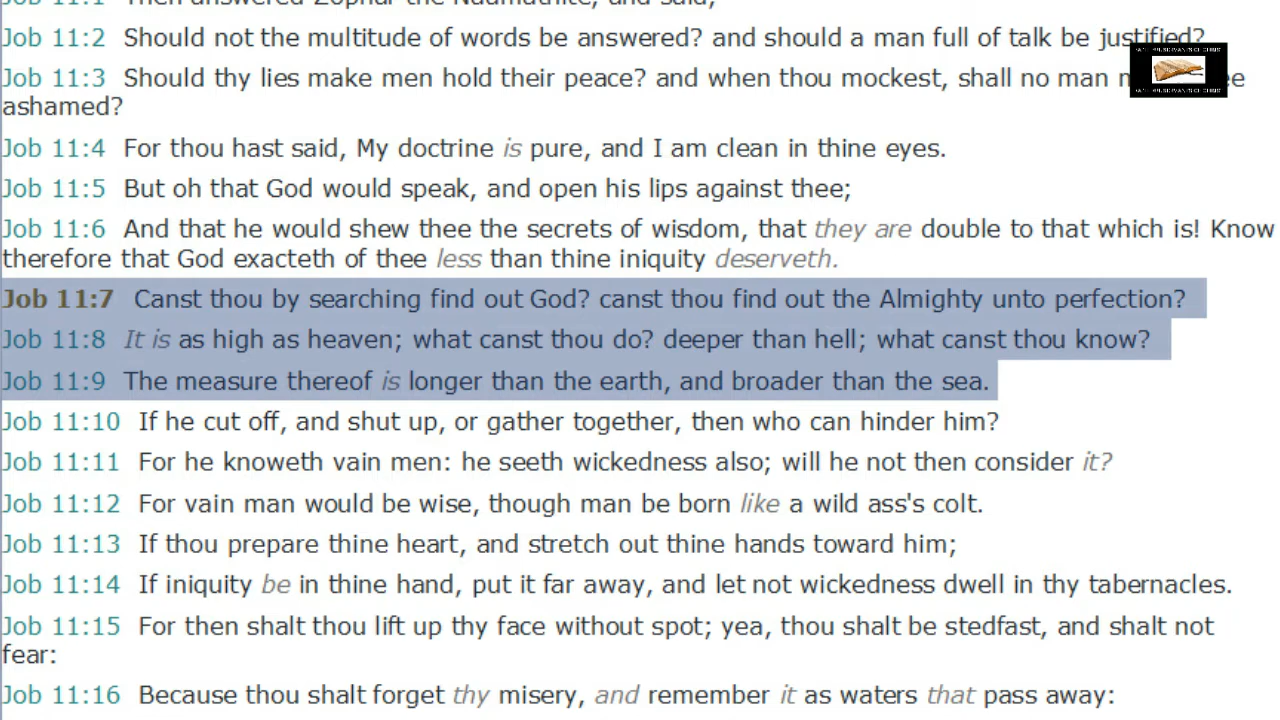 Job 11:1 Then answered Zophar the Naamathite, and said,
Job 11:2 Should not the multitude of words be answered? and should a man full of talk be justified?
Job 11:3 Should thy lies make men hold their peace? and when thou mockest, shall no man
ashamed?
Job 11:4 For thou hast said, My doctrine is pure, and I am clean in thine eyes.
Job 11:5 But oh that God would speak, and open his lips against thee;
Job 11:6 And that he would shew thee the secrets of wisdom, that they are double to that which is! Know
therefore that God exacteth of thee less than thine iniquity deserveth.
Job 11:7 Canst thou by searching find out God? canst thou find out the Almighty unto perfection?
Job 11:8 It is as high as heaven; what canst thou do? deeper than hell; what canst thou know?
Job 11:9 The measure thereof is longer than the earth, and broader than the sea.
Job 11:10 If he cut off, and shut up, or gather together, then who can hinder him?
Job 11:11 For he knoweth vain men: he seeth wickedness also; will he not then consider it?
Job 11:12 For vain man would be wise, though man be born like a wild ass's colt.
Job 11:13 If thou prepare thine heart, and stretch out thine hands toward him;
Job 11:14 If iniquity be in thine hand, put it far away, and let not wickedness dwell in thy tabernacles.
Job 11:15 For then shalt thou lift up thy face without spot; yea, thou shalt be stedfast, and shalt not
fear:
Job 11:16 Because thou shalt forget thy misery, and remember it as waters that pass away: